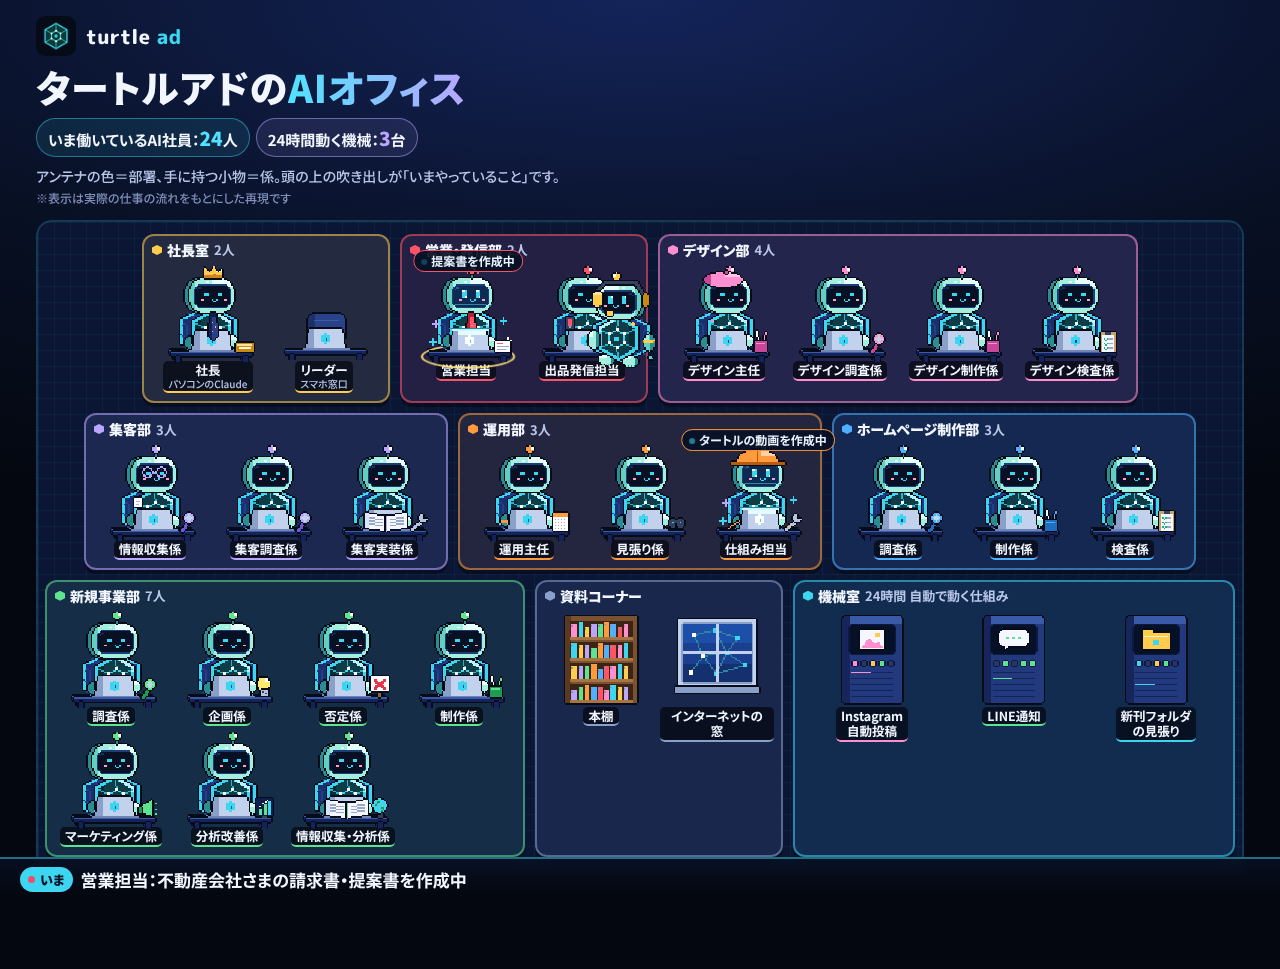 turtle ad
タートルアドのAIオフィス
いま働いているAI社員：24人
24時間動く機械：3台
アンテナの色＝部署、手に持つ小物＝係。頭の上の吹き出しが「いまやっていること」です。
※表示は実際の仕事の流れをもとにした再現です
社長室 2人
社長
パソコンのClaude
リーダー
スマホ窓口
営業・発信部 2人
提案書を作成中
営業担当
出品発信担当
デザイン部 4人
デザイン主任
デザイン調査係
デザイン制作係
デザイン検査係
集客部 3人
情報収集係
集客調査係
集客実装係
運用部 3人
タートルの動画を作成中
運用主任
見張り係
仕組み担当
ホームページ制作部 3人
調査係
制作係
検査係
新規事業部 7人
調査係
企画係
否定係
制作係
マーケティング係
分析改善係
情報収集・分析係
資料コーナー
本棚
インターネットの
窓
機械室 24時間 自動で動く仕組み
Instagram
自動投稿
LINE通知
新刊フォルダ
の見張り
いま 営業担当：不動産会社さまの請求書・提案書を作成中